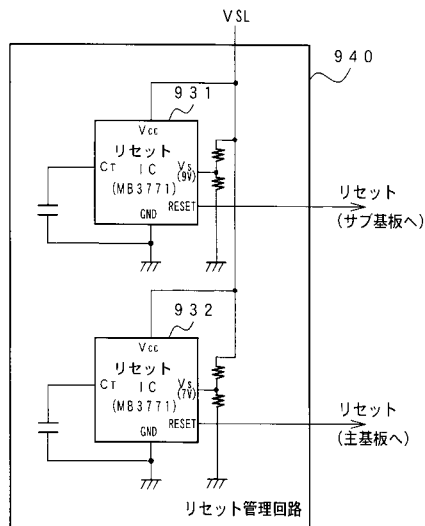 VSL
940
931
Vcc
リセット
CT IC Vs
(9V)
(MB3771)
RESET
GND
リセット
(サブ基板へ)
932
Vcc
リセット
CT IC Vs
(7V)
(MB3771)
RESET
GND
リセット
(主基板へ)
リセット管理回路